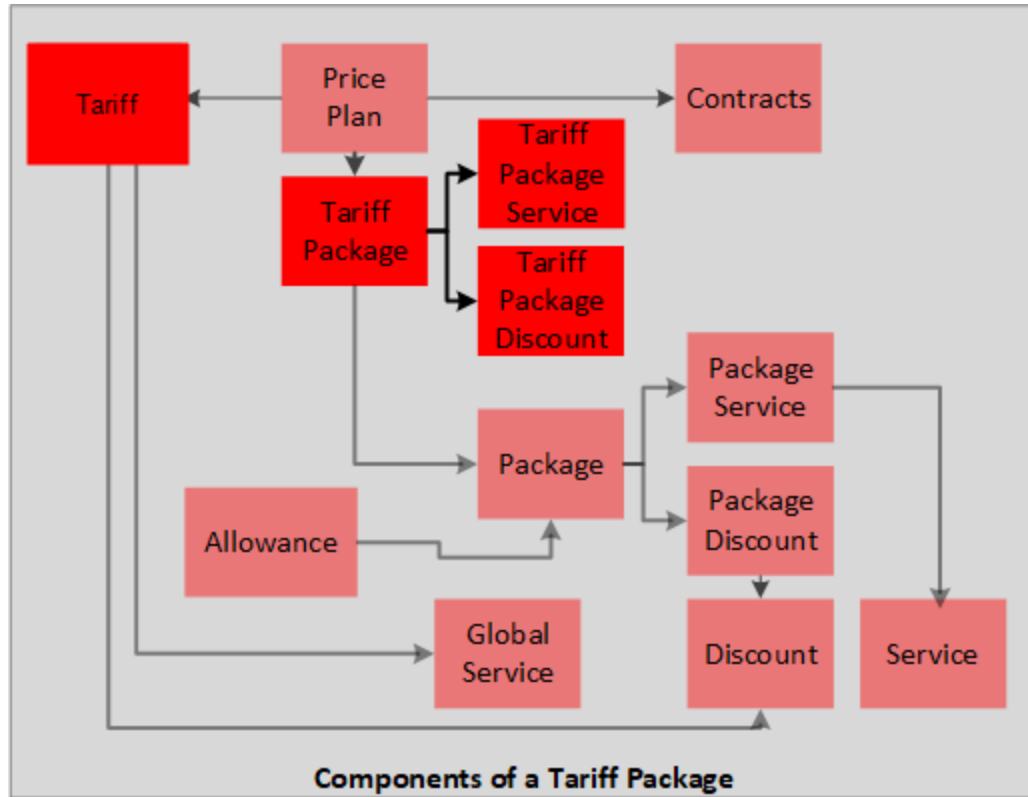 Tariff
Price
Plan
Contracts
Tariff
Package
Service
Tariff
Package
Tariff
Package
Discount
Package
Service
Package
Package
Discount
Allowance
Global
Service
Discount
Service
Components of a Tariff Package